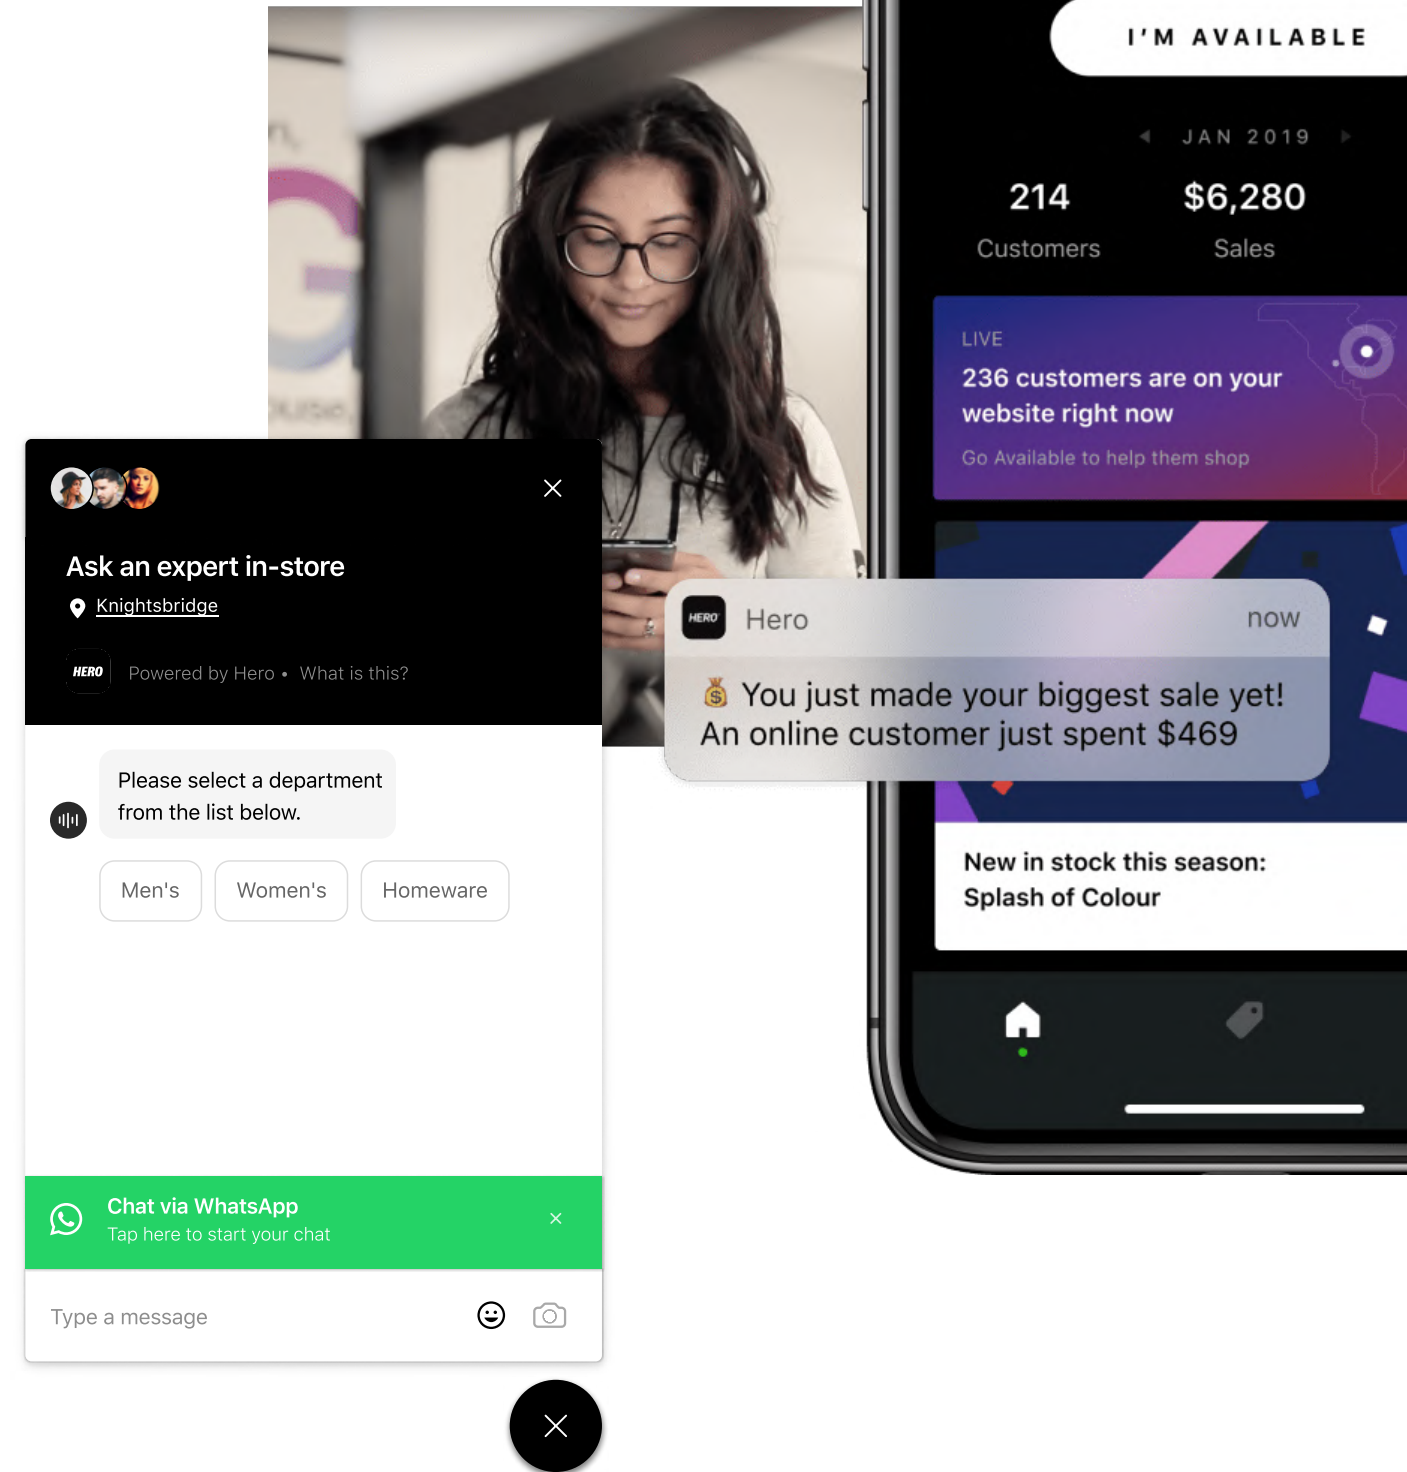 I'M AVAILABLE
JAN 2019
214
$6,280
Customers
Sales
LIVE
236 customers are on your
website right now
Go Available to help them shop
Ask an expert in-store
Knightsbridge
HERO
Powered by Hero • What is this?
HERO
Hero
now
💰 You just made your biggest sale yet!
An online customer just spent $469
Please select a department
from the list below.
Men's
Women's
Homeware
New in stock this season:
Splash of Colour
Chat via WhatsApp
Tap here to start your chat
Type a message